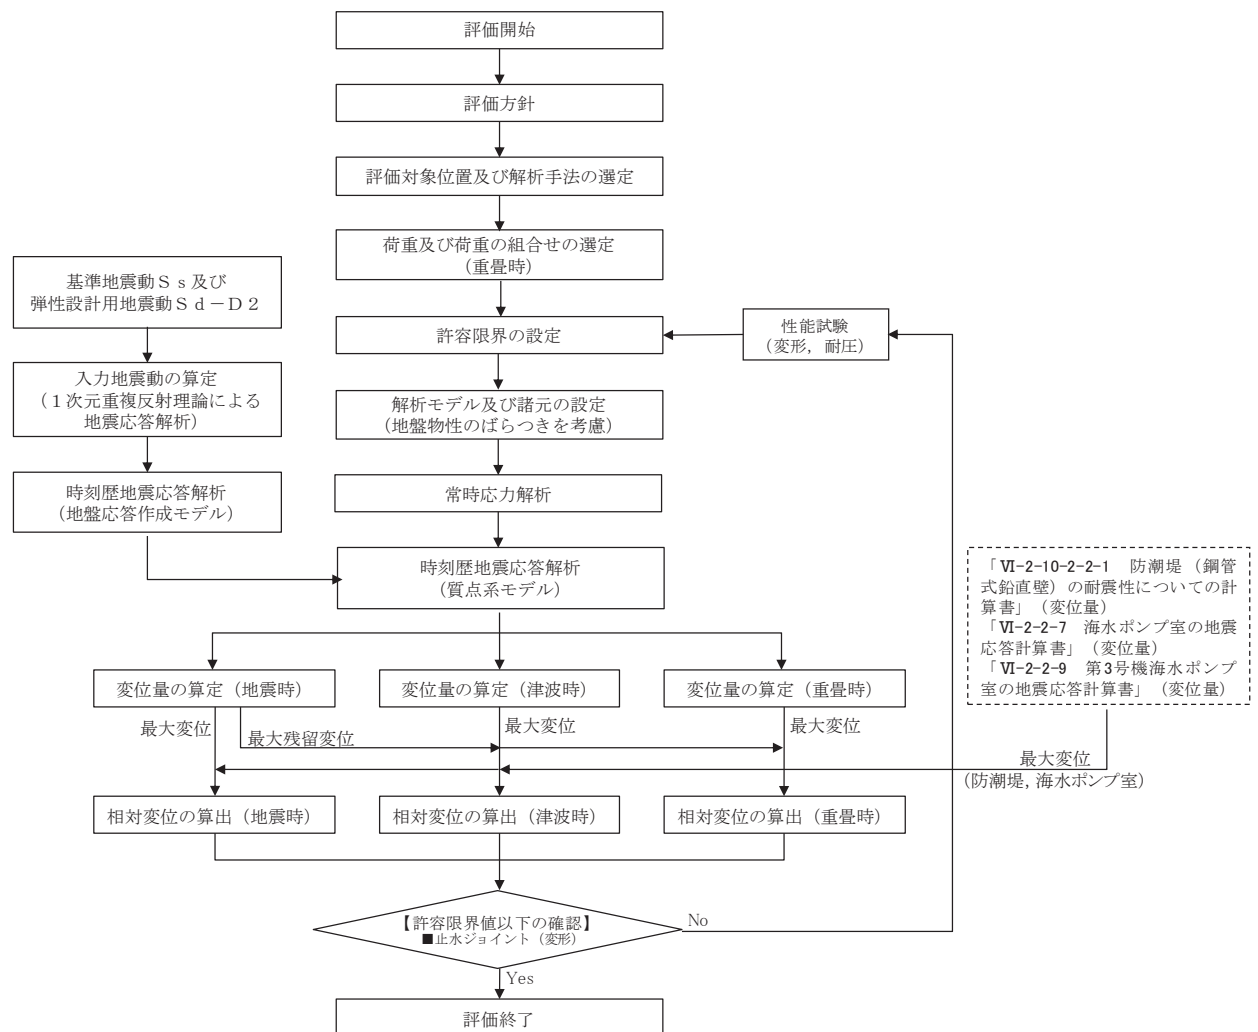 評価開始
評価方針
評価対象位置及び解析手法の選定
荷重及び荷重の組合せの選定
(重畳時)
基準地震動Ss及び
弾性設計用地震動Sd-D2
許容限界の設定
性能試験
(変形, 耐圧)
入力地震動の算定
(1次元重複反射理論による
地震応答解析)
解析モデル及び諸元の設定
(地盤物性のばらつきを考慮)
時刻歴地震応答解析
(地盤応答作成モデル)
常時応力解析
時刻歴地震応答解析
(質点系モデル)
「Ⅵ-2-10-2-2-1 防潮堤(鋼管
式鉛直壁)の耐震性についての計
算書」(変位量)
「Ⅵ-2-2-7 海水ポンプ室の地震
応答計算書」(変位量)
「Ⅵ-2-2-9 第3号機海水ポンプ
室の地震応答計算書」(変位量)
変位量の算定(地震時)
変位量の算定(津波時)
変位量の算定(重畳時)
最大変位
最大残留変位
最大変位
最大変位
最大変位
(防潮堤, 海水ポンプ室)
相対変位の算出(地震時)
相対変位の算出(津波時)
相対変位の算出(重畳時)
【許容限界値以下の確認】
■止水ジョイント(変形)
No
Yes
評価終了